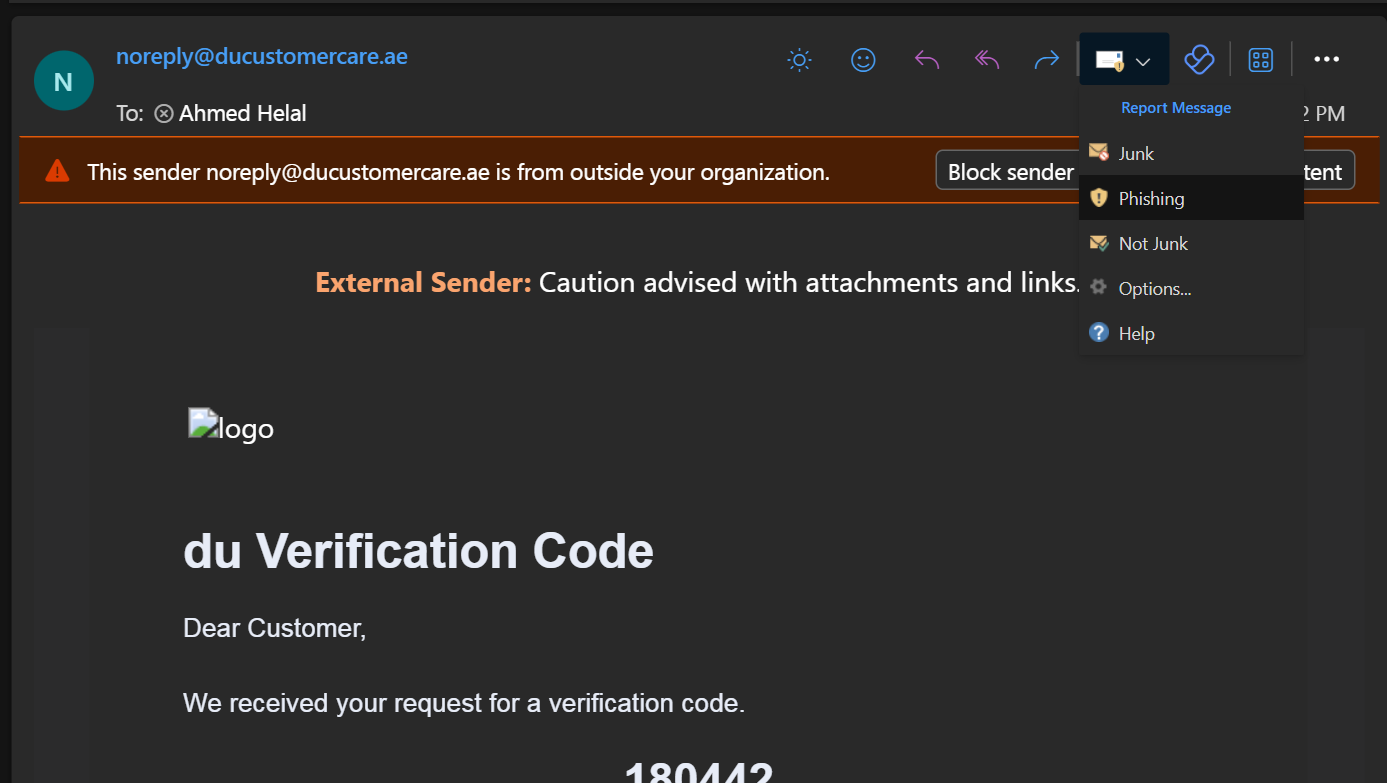 noreply@ducustomercare.ae
N
To: Ahmed Helal
2 PM
Report Message
Junk
Phishing
Not Junk
Options...
Help
This sender noreply@ducustomercare.ae is from outside your organization.
Block sender
tent
External Sender: Caution advised with attachments and links.
logo
du Verification Code
Dear Customer,
We received your request for a verification code.
180442